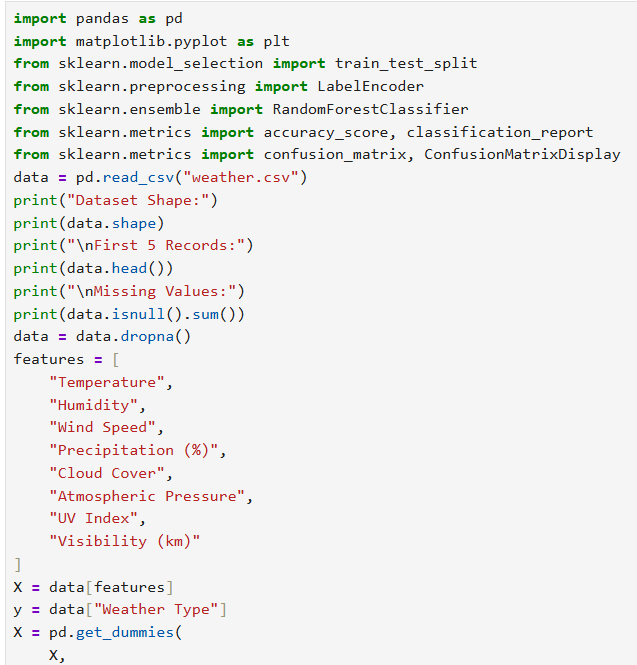 import pandas as pd
import matplotlib.pyplot as plt
from sklearn.model_selection import train_test_split
from sklearn.preprocessing import LabelEncoder
from sklearn.ensemble import RandomForestClassifier
from sklearn.metrics import accuracy_score, classification_report
from sklearn.metrics import confusion_matrix, ConfusionMatrixDisplay
data = pd.read_csv("weather.csv")
print("Dataset Shape:")
print(data.shape)
print("\nFirst 5 Records:")
print(data.head())
print("\nMissing Values:")
print(data.isnull().sum())
data = data.dropna()
features = [
    "Temperature",
    "Humidity",
    "Wind Speed",
    "Precipitation (%)",
    "Cloud Cover",
    "Atmospheric Pressure",
    "UV Index",
    "Visibility (km)"
]
X = data[features]
y = data["Weather Type"]
X = pd.get_dummies(
    X,